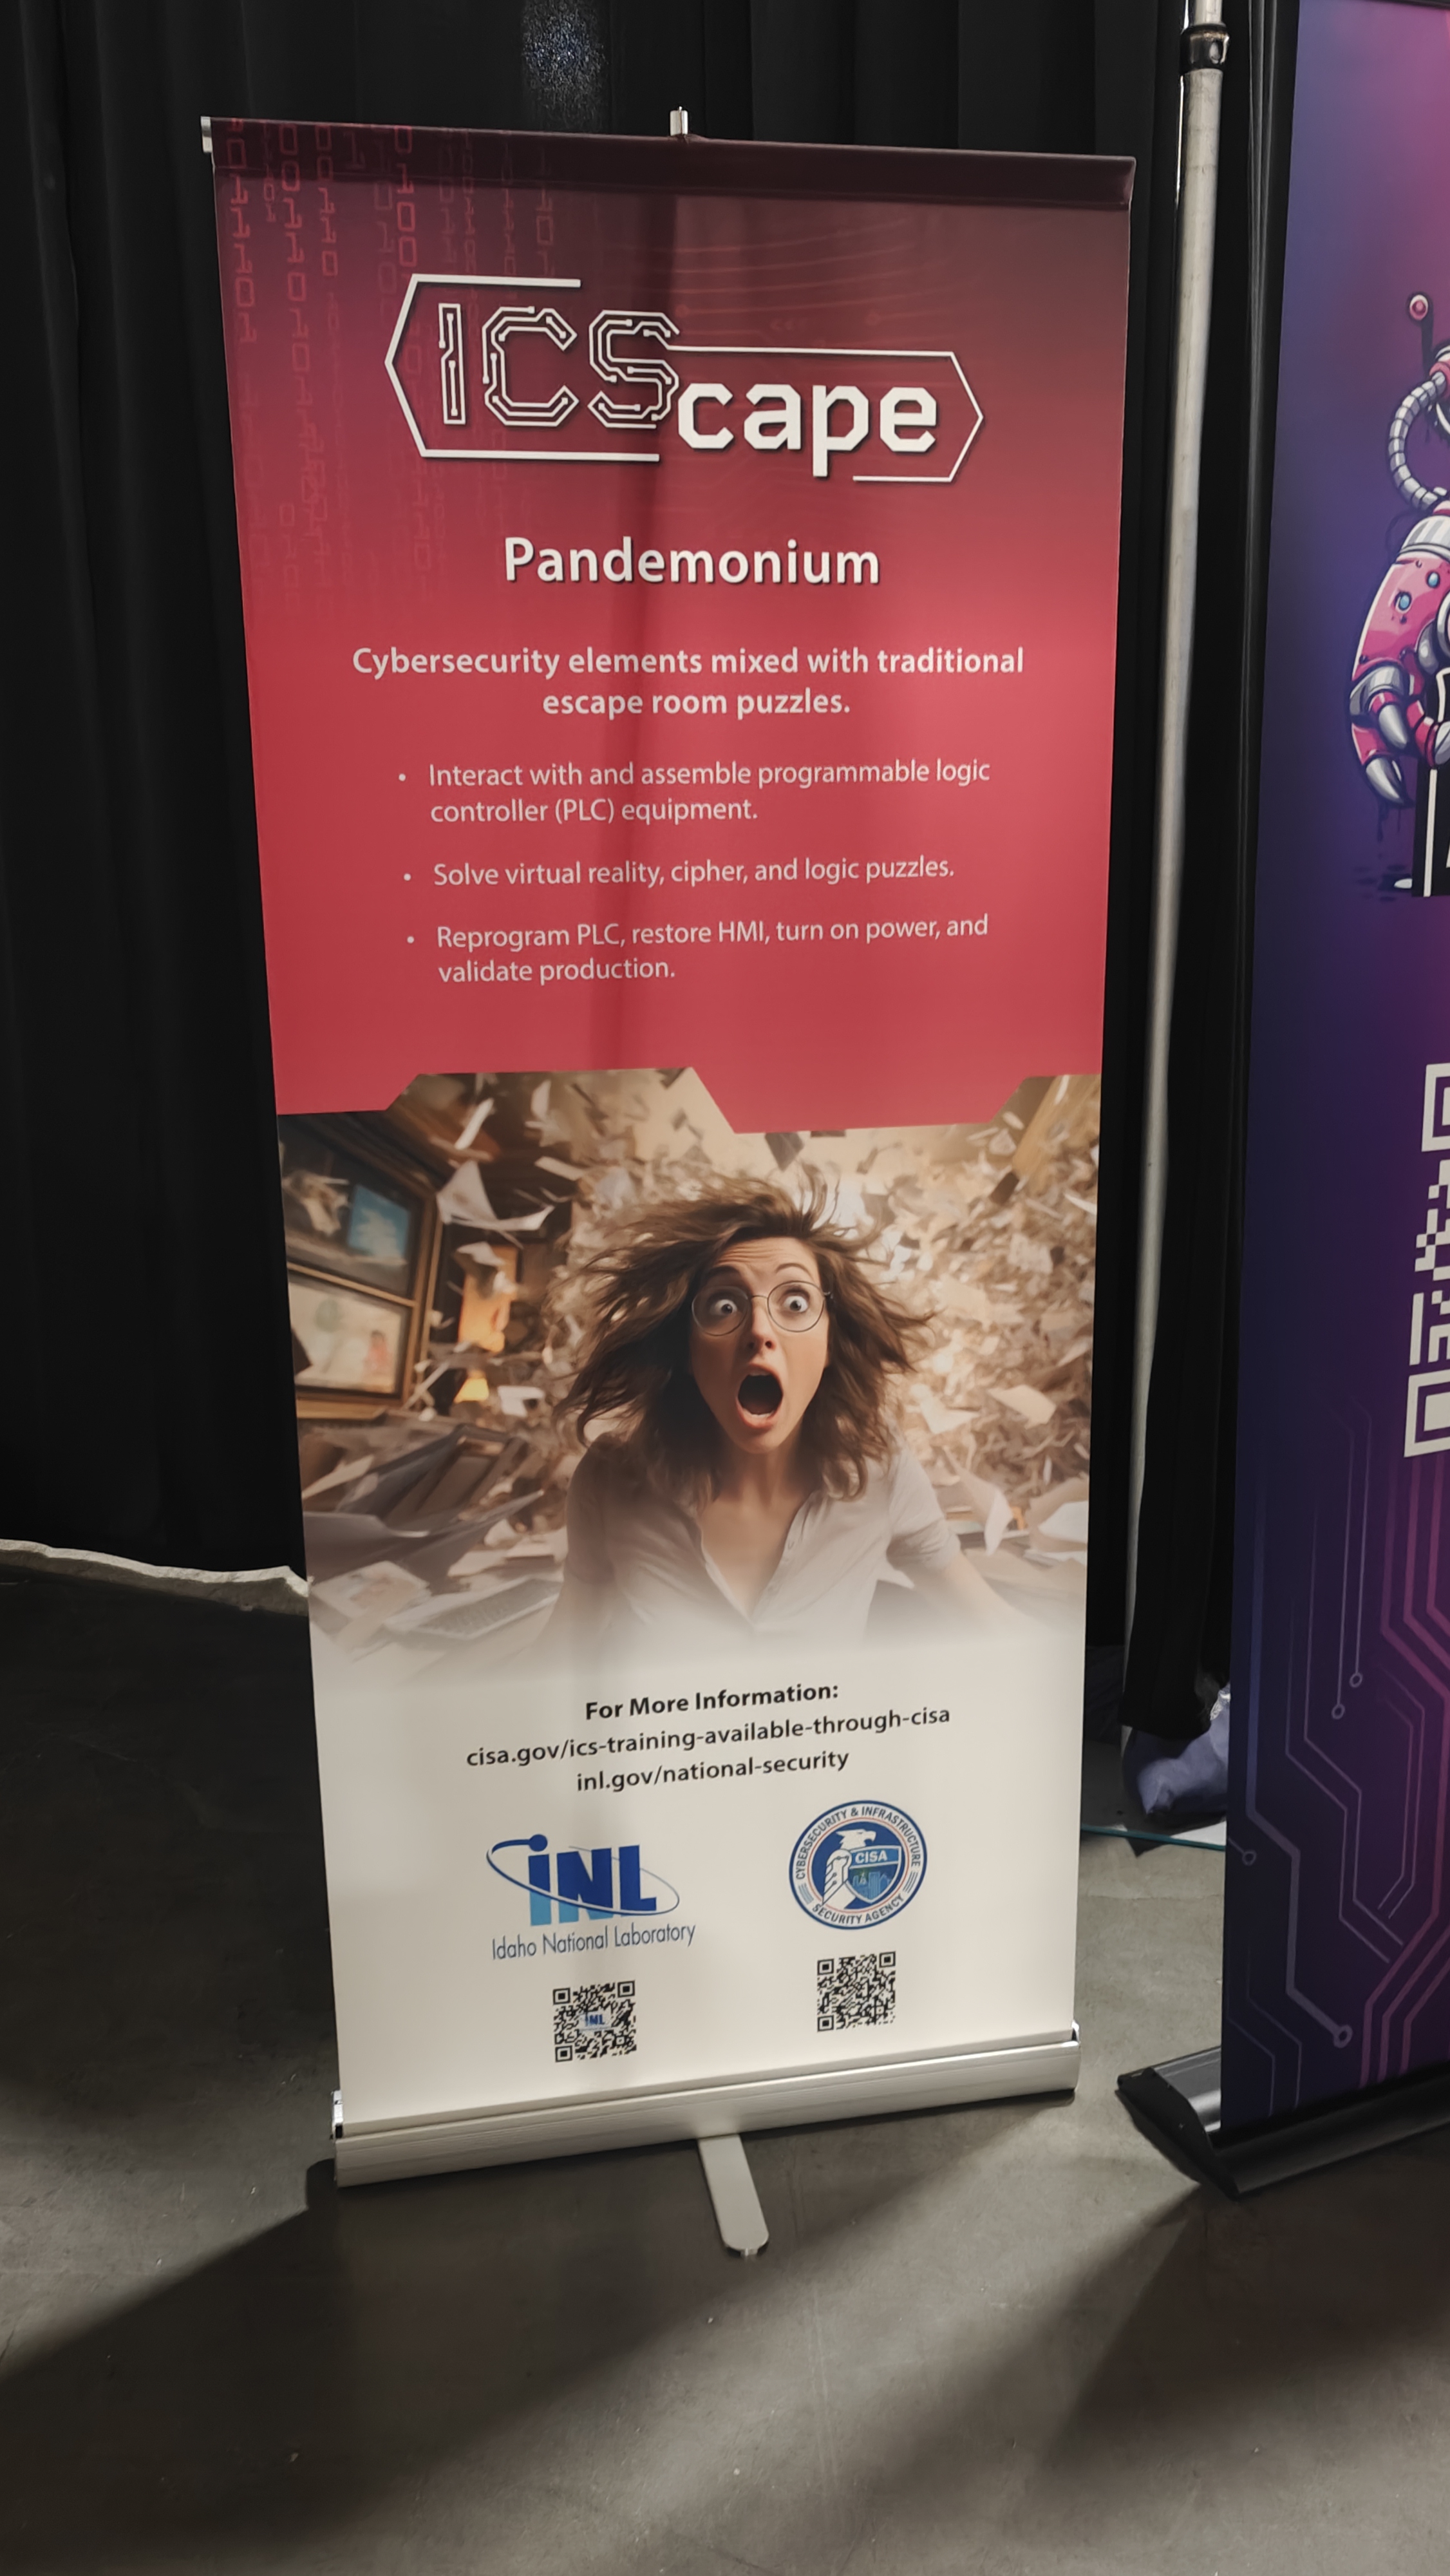 ICScape
Pandemonium
Cybersecurity elements mixed with traditional
escape room puzzles.
• Interact with and assemble programmable logic
controller (PLC) equipment.
• Solve virtual reality, cipher, and logic puzzles.
• Reprogram PLC, restore HMI, turn on power, and
validate production.
For More Information:
cisa.gov/ics-training-available-through-cisa
inl.gov/national-security
INL
Idaho National Laboratory
CYBERSECURITY & INFRASTRUCTURE
CISA
SECURITY AGENCY
INL